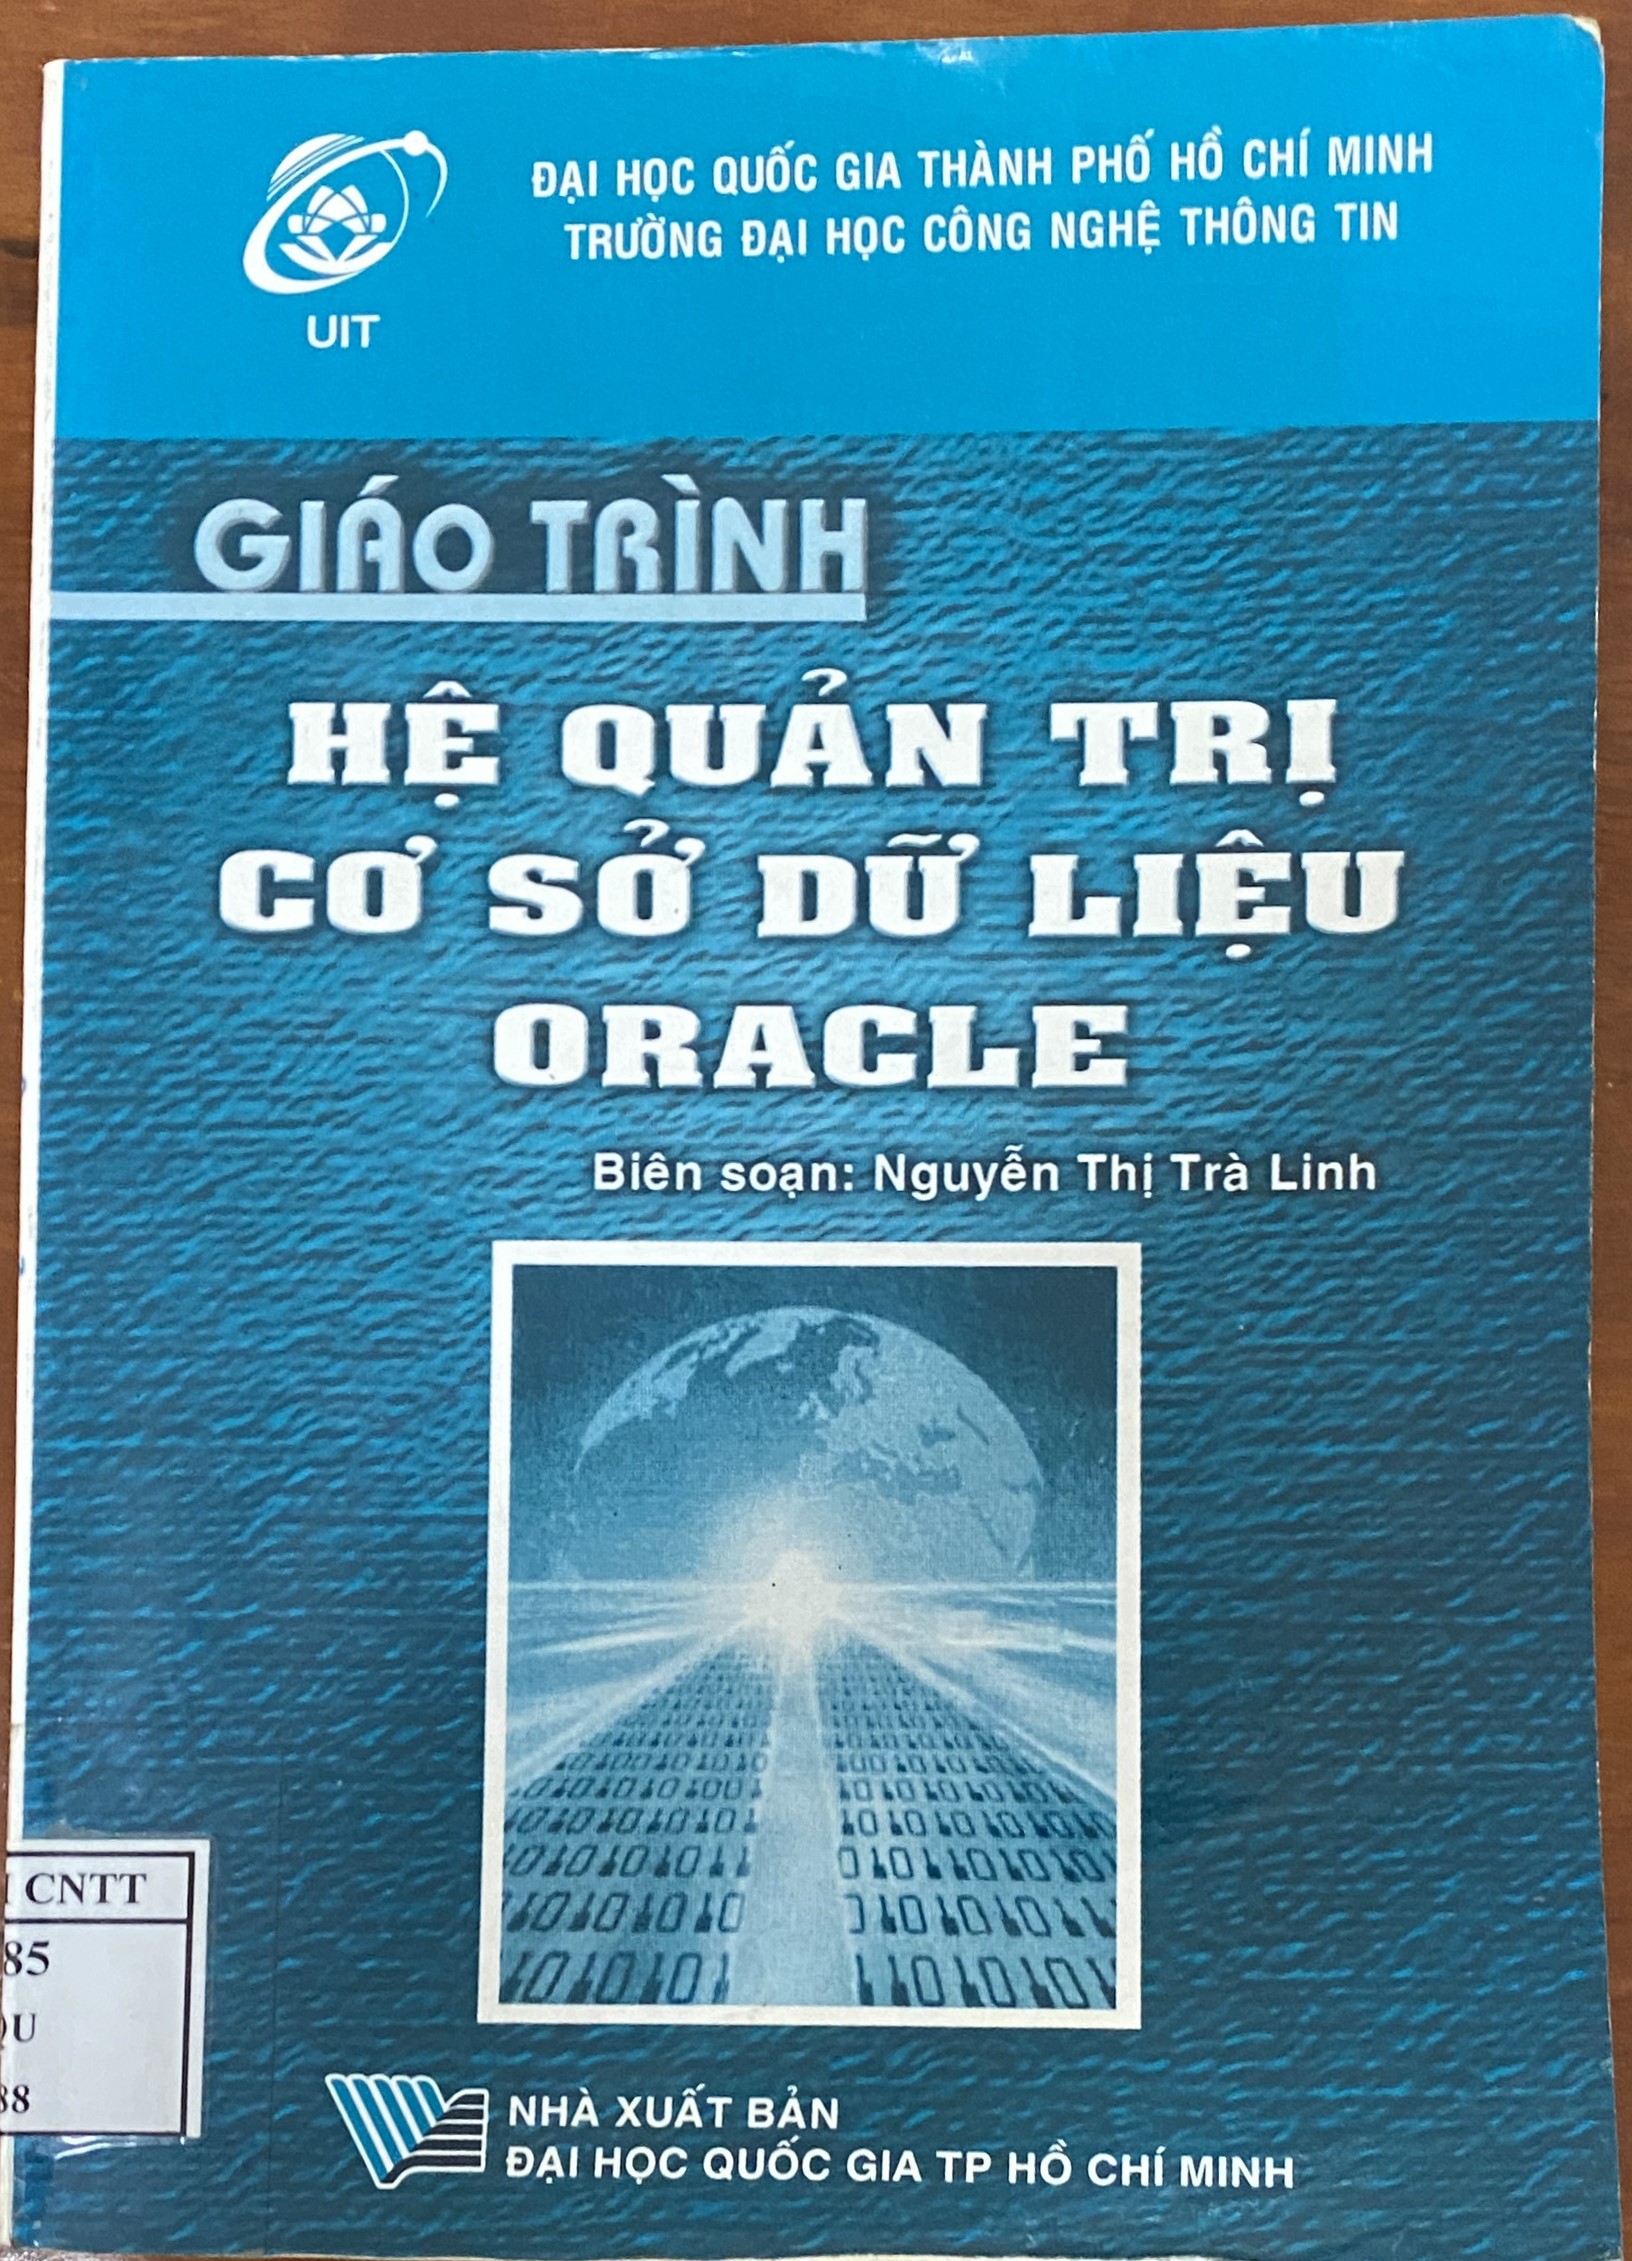 ĐẠI HỌC QUỐC GIA THÀNH PHỐ HỒ CHÍ MINH
TRƯỜNG ĐẠI HỌC CÔNG NGHỆ THÔNG TIN
UIT
GIÁO TRÌNH
HỆ QUẢN TRỊ
CƠ SỞ DỮ LIỆU
ORACLE
Biên soạn: Nguyễn Thị Trà Linh
CNTT
85
U
88
NHÀ XUẤT BẢN
ĐẠI HỌC QUỐC GIA TP HỒ CHÍ MINH